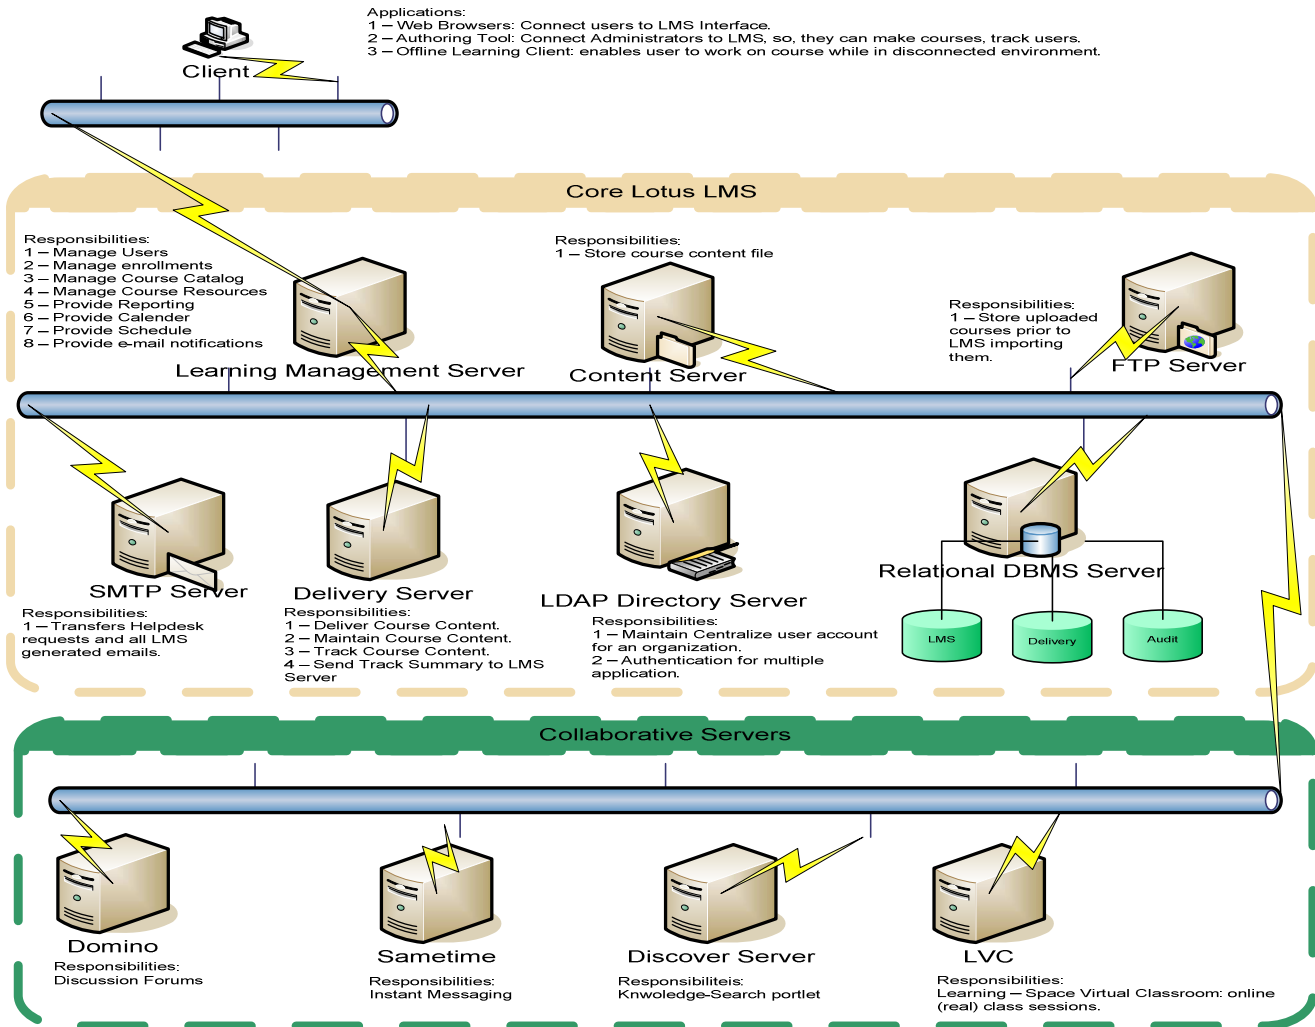 Applications:
1 – Web Browsers: Connect users to LMS Interface.
2 – Authoring Tool: Connect Administrators to LMS, so, they can make courses, track users.
3 – Offline Learning Client: enables user to work on course while in disconnected environment.
Client
Core Lotus LMS
Responsibilities:
1 – Manage Users
2 – Manage enrollments
3 – Manage Course Catalog
4 – Manage Course Resources
5 – Provide Reporting
6 – Provide Calender
7 – Provide Schedule
8 – Provide e-mail notifications
Learning Management Server
Responsibilities:
1 – Store course content file
Content Server
Responsibilities:
1 – Store uploaded
courses prior to
LMS importing
them.
FTP Server
SMTP Server
Responsibilities:
1 – Transfers Helpdesk
requests and all LMS
generated emails.
Delivery Server
Responsibilities:
1 – Deliver Course Content.
2 – Maintain Course Content.
3 – Track Course Content.
4 – Send Track Summary to LMS
Server
LDAP Directory Server
Responsibilities:
1 – Maintain Centralize user account
for an organization.
2 – Authentication for multiple
application.
Relational DBMS Server
LMS
Delivery
Audit
Collaborative Servers
Domino
Responsibilities:
Discussion Forums
Sametime
Responsibilities:
Instant Messaging
Discover Server
Responsibiliteis:
Knwoledge-Search portlet
LVC
Responsibilities:
Learning – Space Virtual Classroom: online
(real) class sessions.